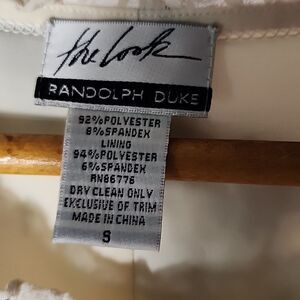 the look
RANDOLPH DUKE
92%POLYESTER
8%SPANDEX
LINING
94%POLYESTER
6%SPANDEX
RN86776
DRY CLEAN ONLY
EXCLUSIVE OF TRIM
MADE IN CHINA
S